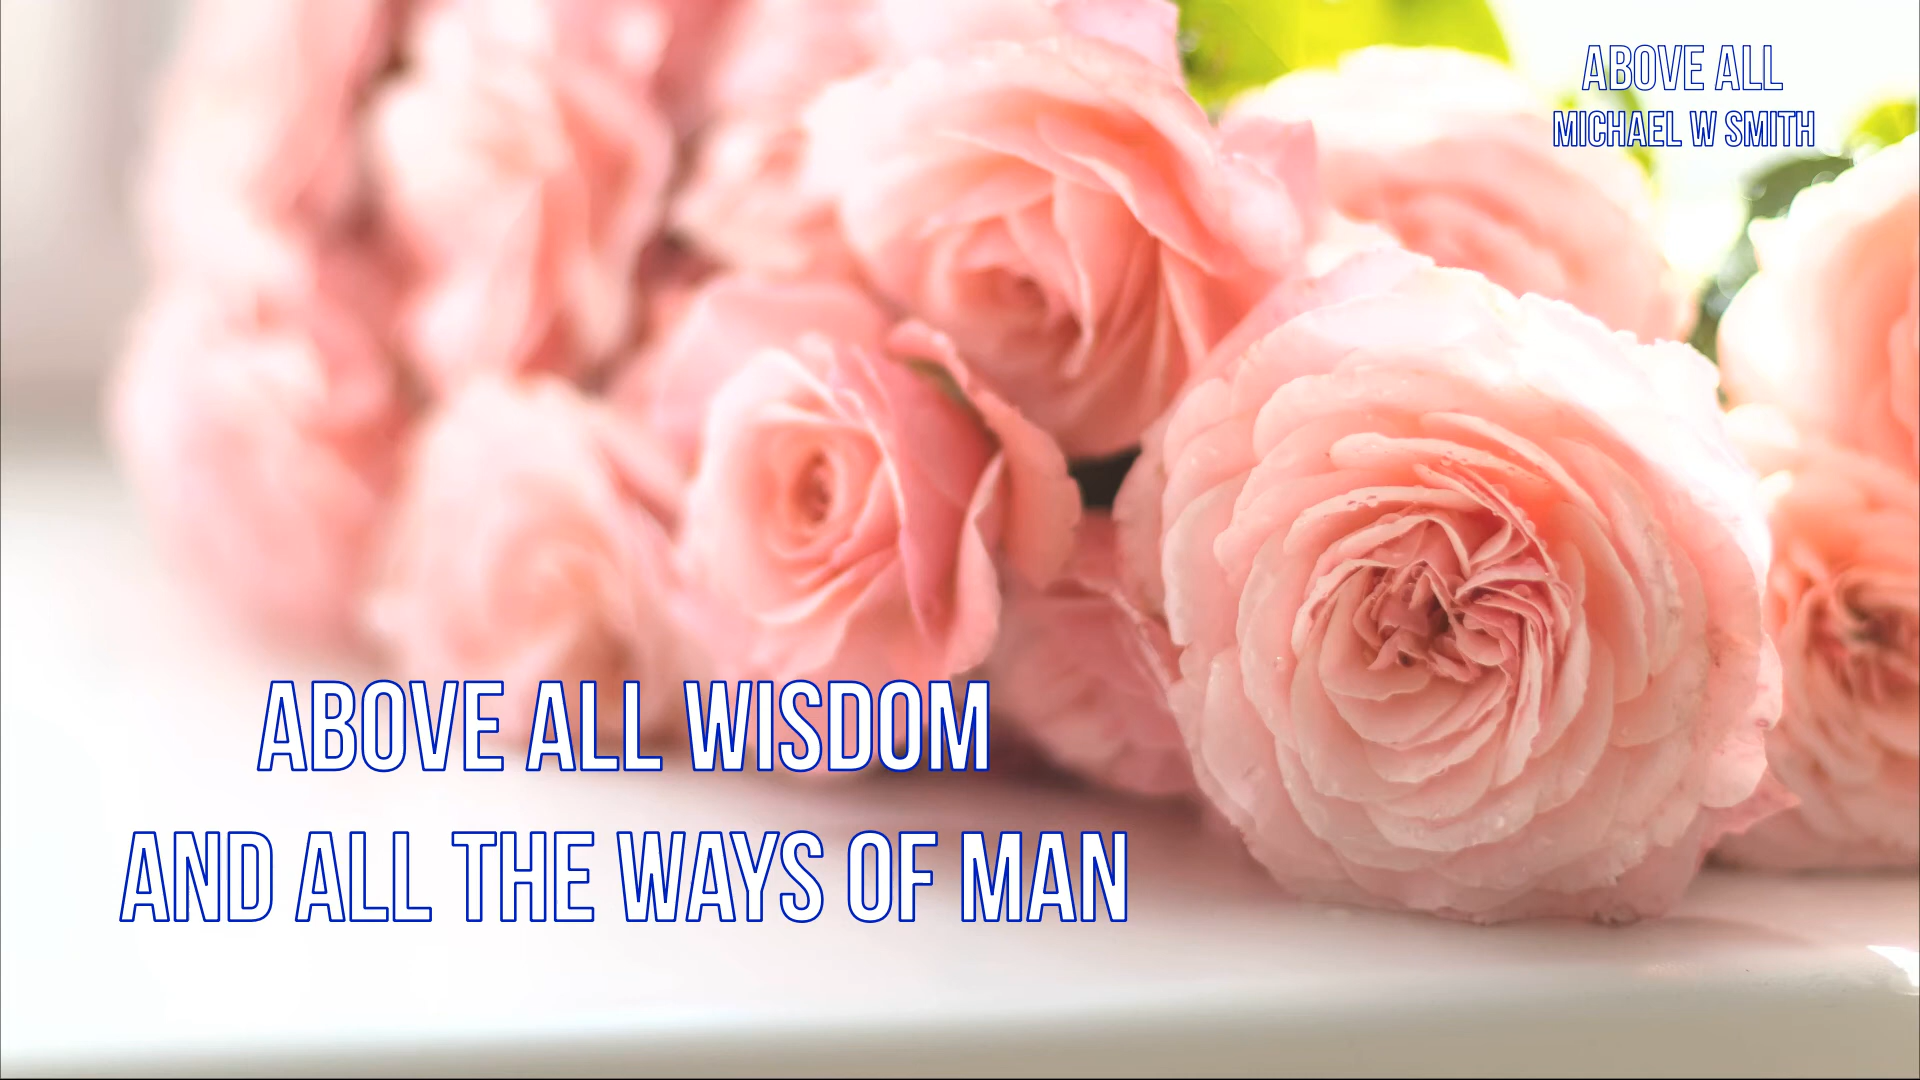 ABOVE ALL
MICHAEL W SMITH
ABOVE ALL WISDOM
AND ALL THE WAYS OF MAN